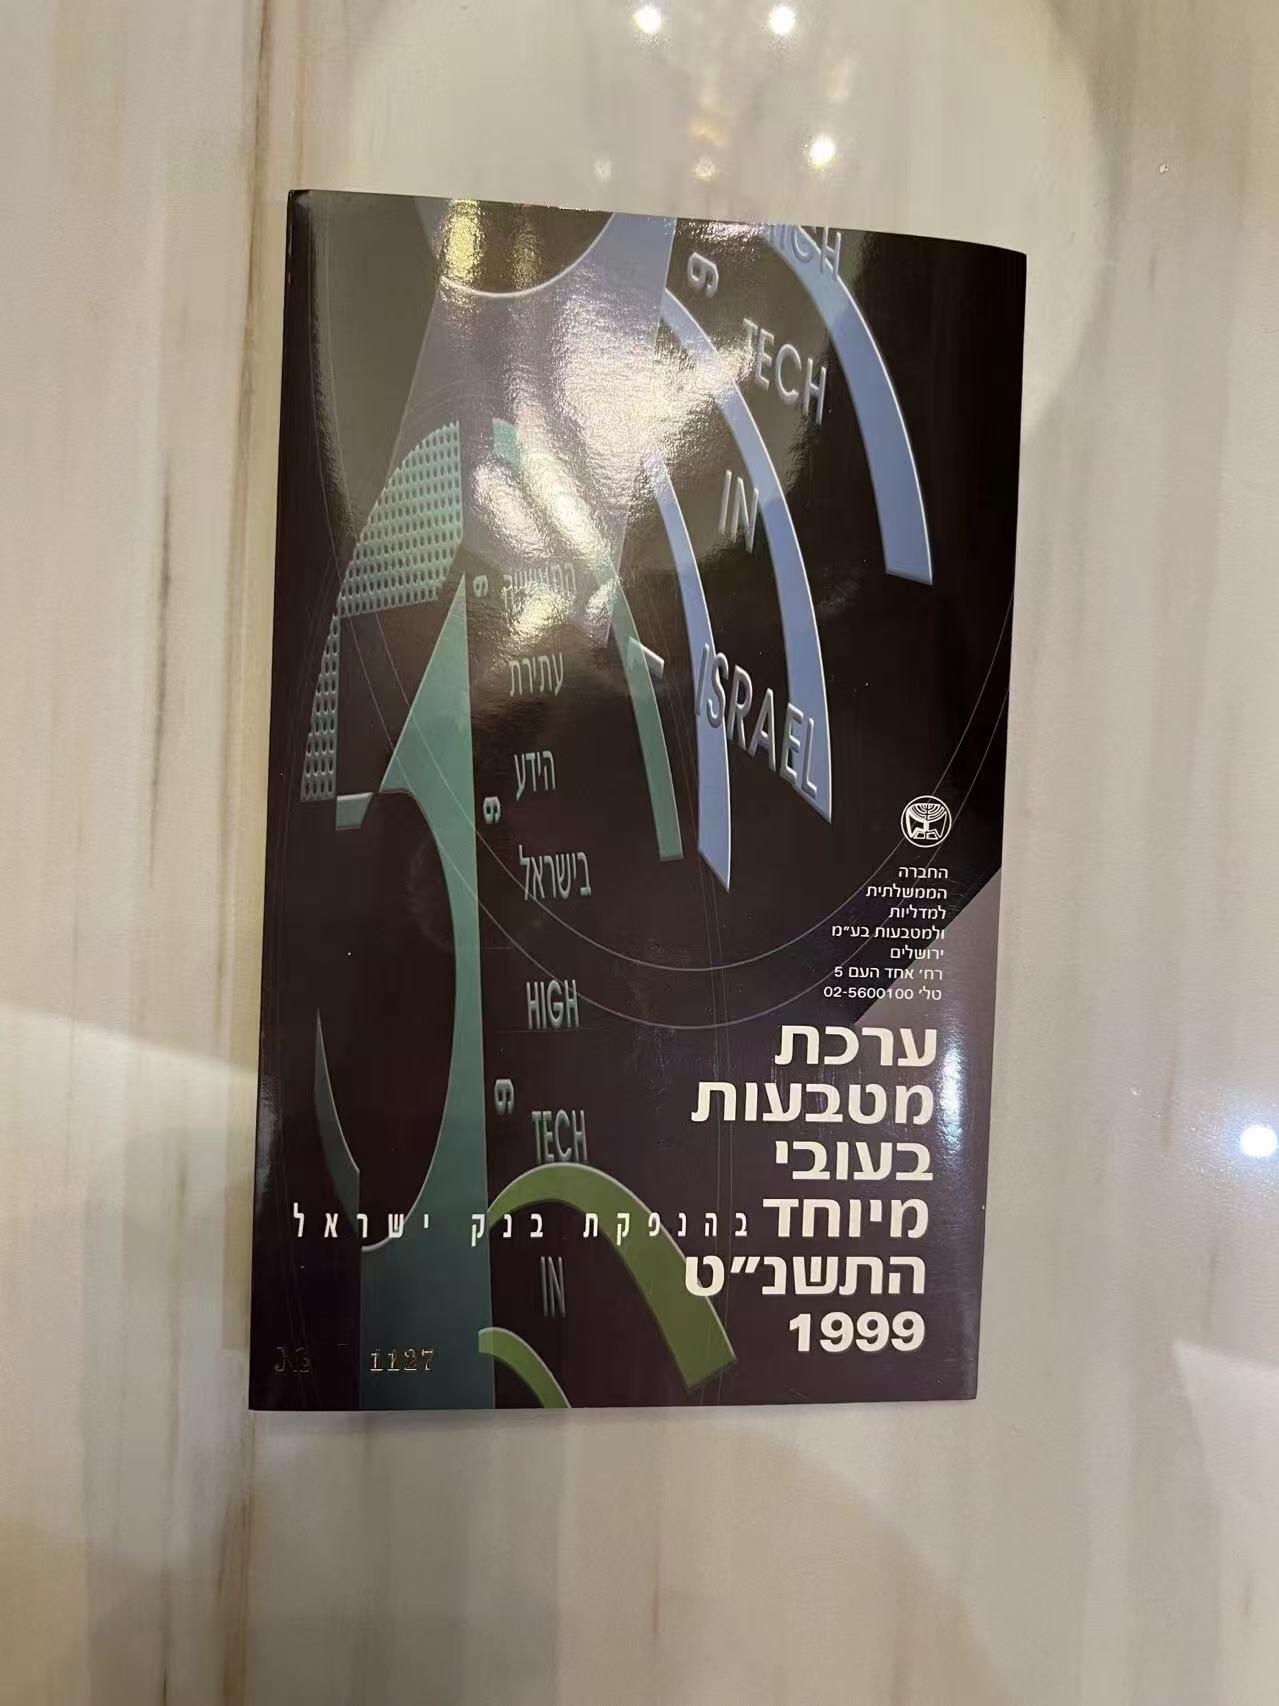 TECH
IN
ISRAEL
עתירת
הידע
בישראל
HIGH
TECH
IN
החברה
הממשלתית
למדליות
ולמטבעות בע״מ
ירושלים
רח׳ אחד העם 5
טל׳ 02-5600100
ערכת
מטבעות
בעובי
מיוחד בהנפקת בנק ישראל
התשנ״ט
1999
№ 1127